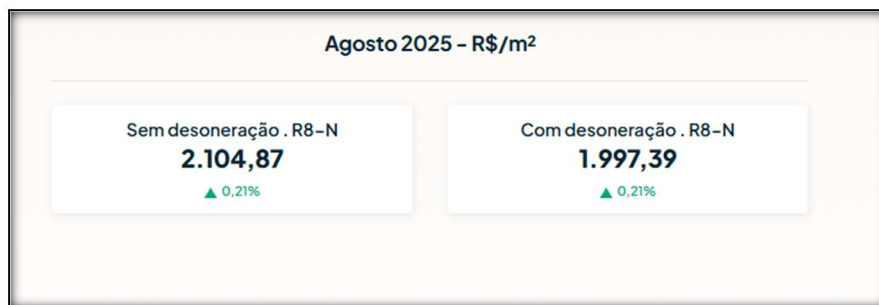 Agosto 2025 – R$/m²
Sem desoneração . R8-N
2.104,87
▲ 0,21%
Com desoneração . R8-N
1.997,39
▲ 0,21%